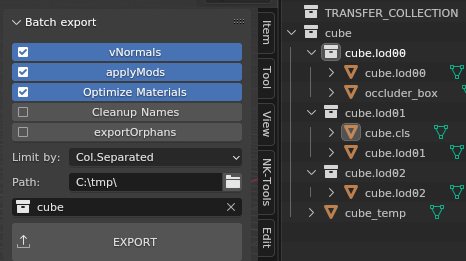 Batch export
vNormals
applyMods
Optimize Materials
Cleanup Names
exportOrphans
Limit by: Col.Separated
Path: C:\tmp\
cube
EXPORT
Item
Tool
View
NK-Tools
Edit
TRANSFER_COLLECTION
cube
cube.lod00
cube.lod00
occluder_box
cube.lod01
cube.cls
cube.lod01
cube.lod02
cube.lod02
cube_temp